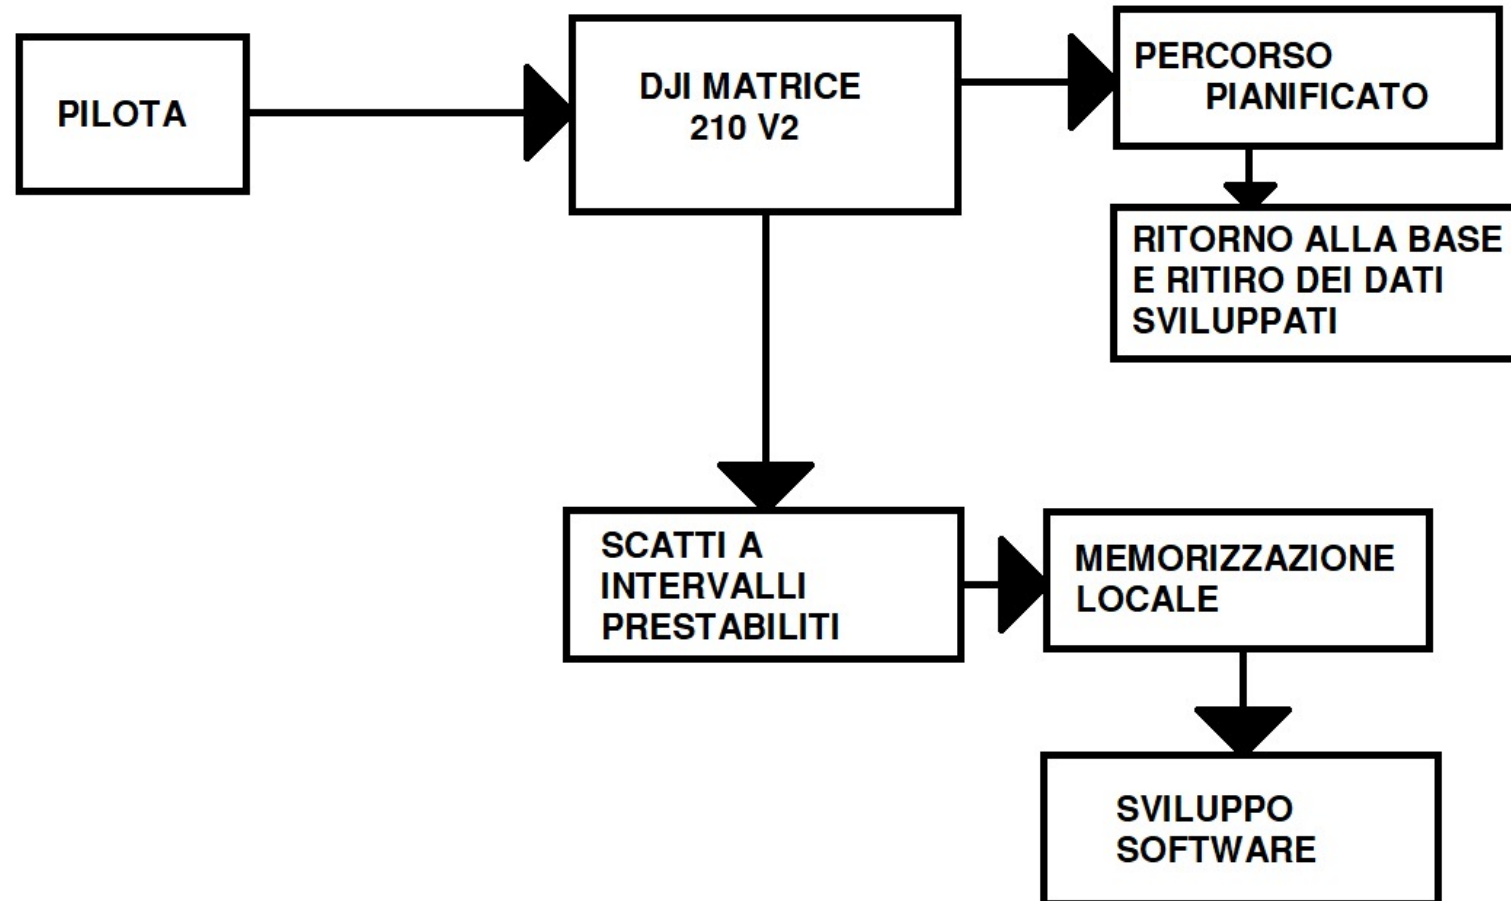 PILOTA
DJI MATRICE
210 V2
PERCORSO
PIANIFICATO
RITORNO ALLA BASE
E RITIRO DEI DATI
SVILUPPATI
SCATTI A
INTERVALLI
PRESTABILITI
MEMORIZZAZIONE
LOCALE
SVILUPPO
SOFTWARE